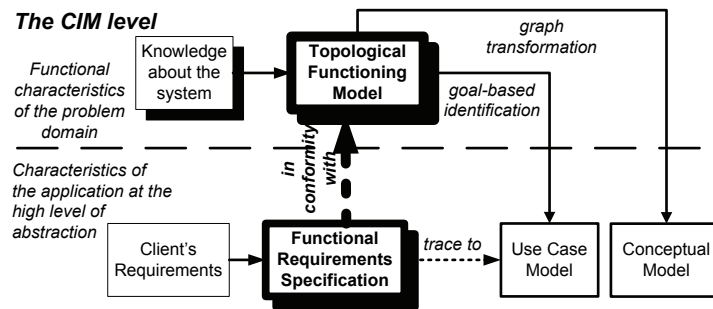 The CIM level
Knowledge
about the
system
Topological
Functioning
Model
graph
transformation
Functional
characteristics
of the problem
domain
goal-based
identification
in
conformity
with
Characteristics of
the application at the
high level of
abstraction
Client's
Requirements
Functional
Requirements
Specification
trace to
Use Case
Model
Conceptual
Model